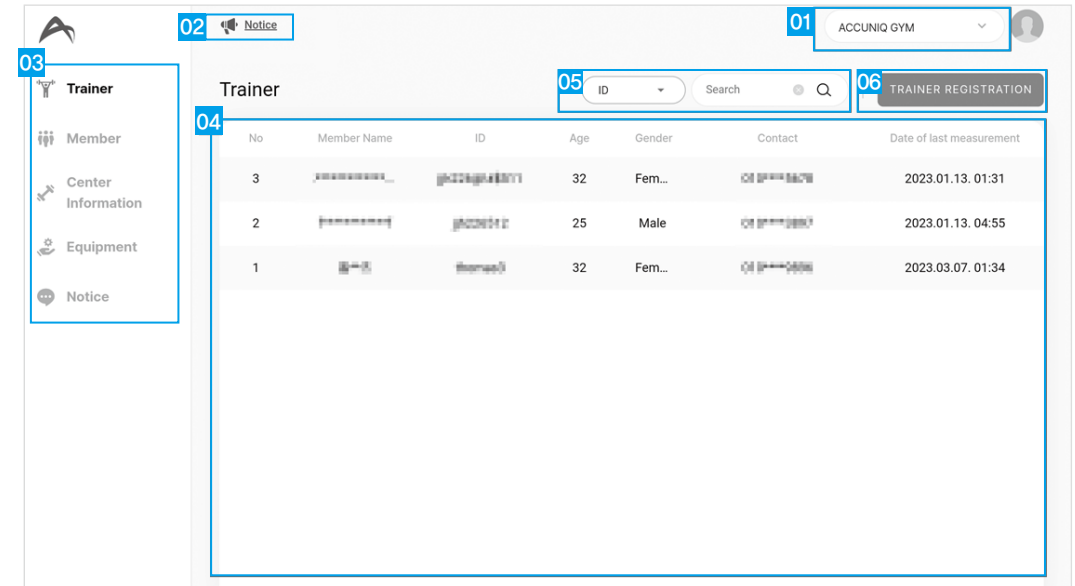 01
ACCUNIQ GYM
02
Notice
03
Trainer
Member
Center
Information
Equipment
Notice
Trainer
05
ID
Search
06
TRAINER REGISTRATION
04
No Member Name ID Age Gender Contact Date of last measurement
3 32 Fem... 2023.01.13. 01:31
2 25 Male 2023.01.13. 04:55
1 32 Fem... 2023.03.07. 01:34